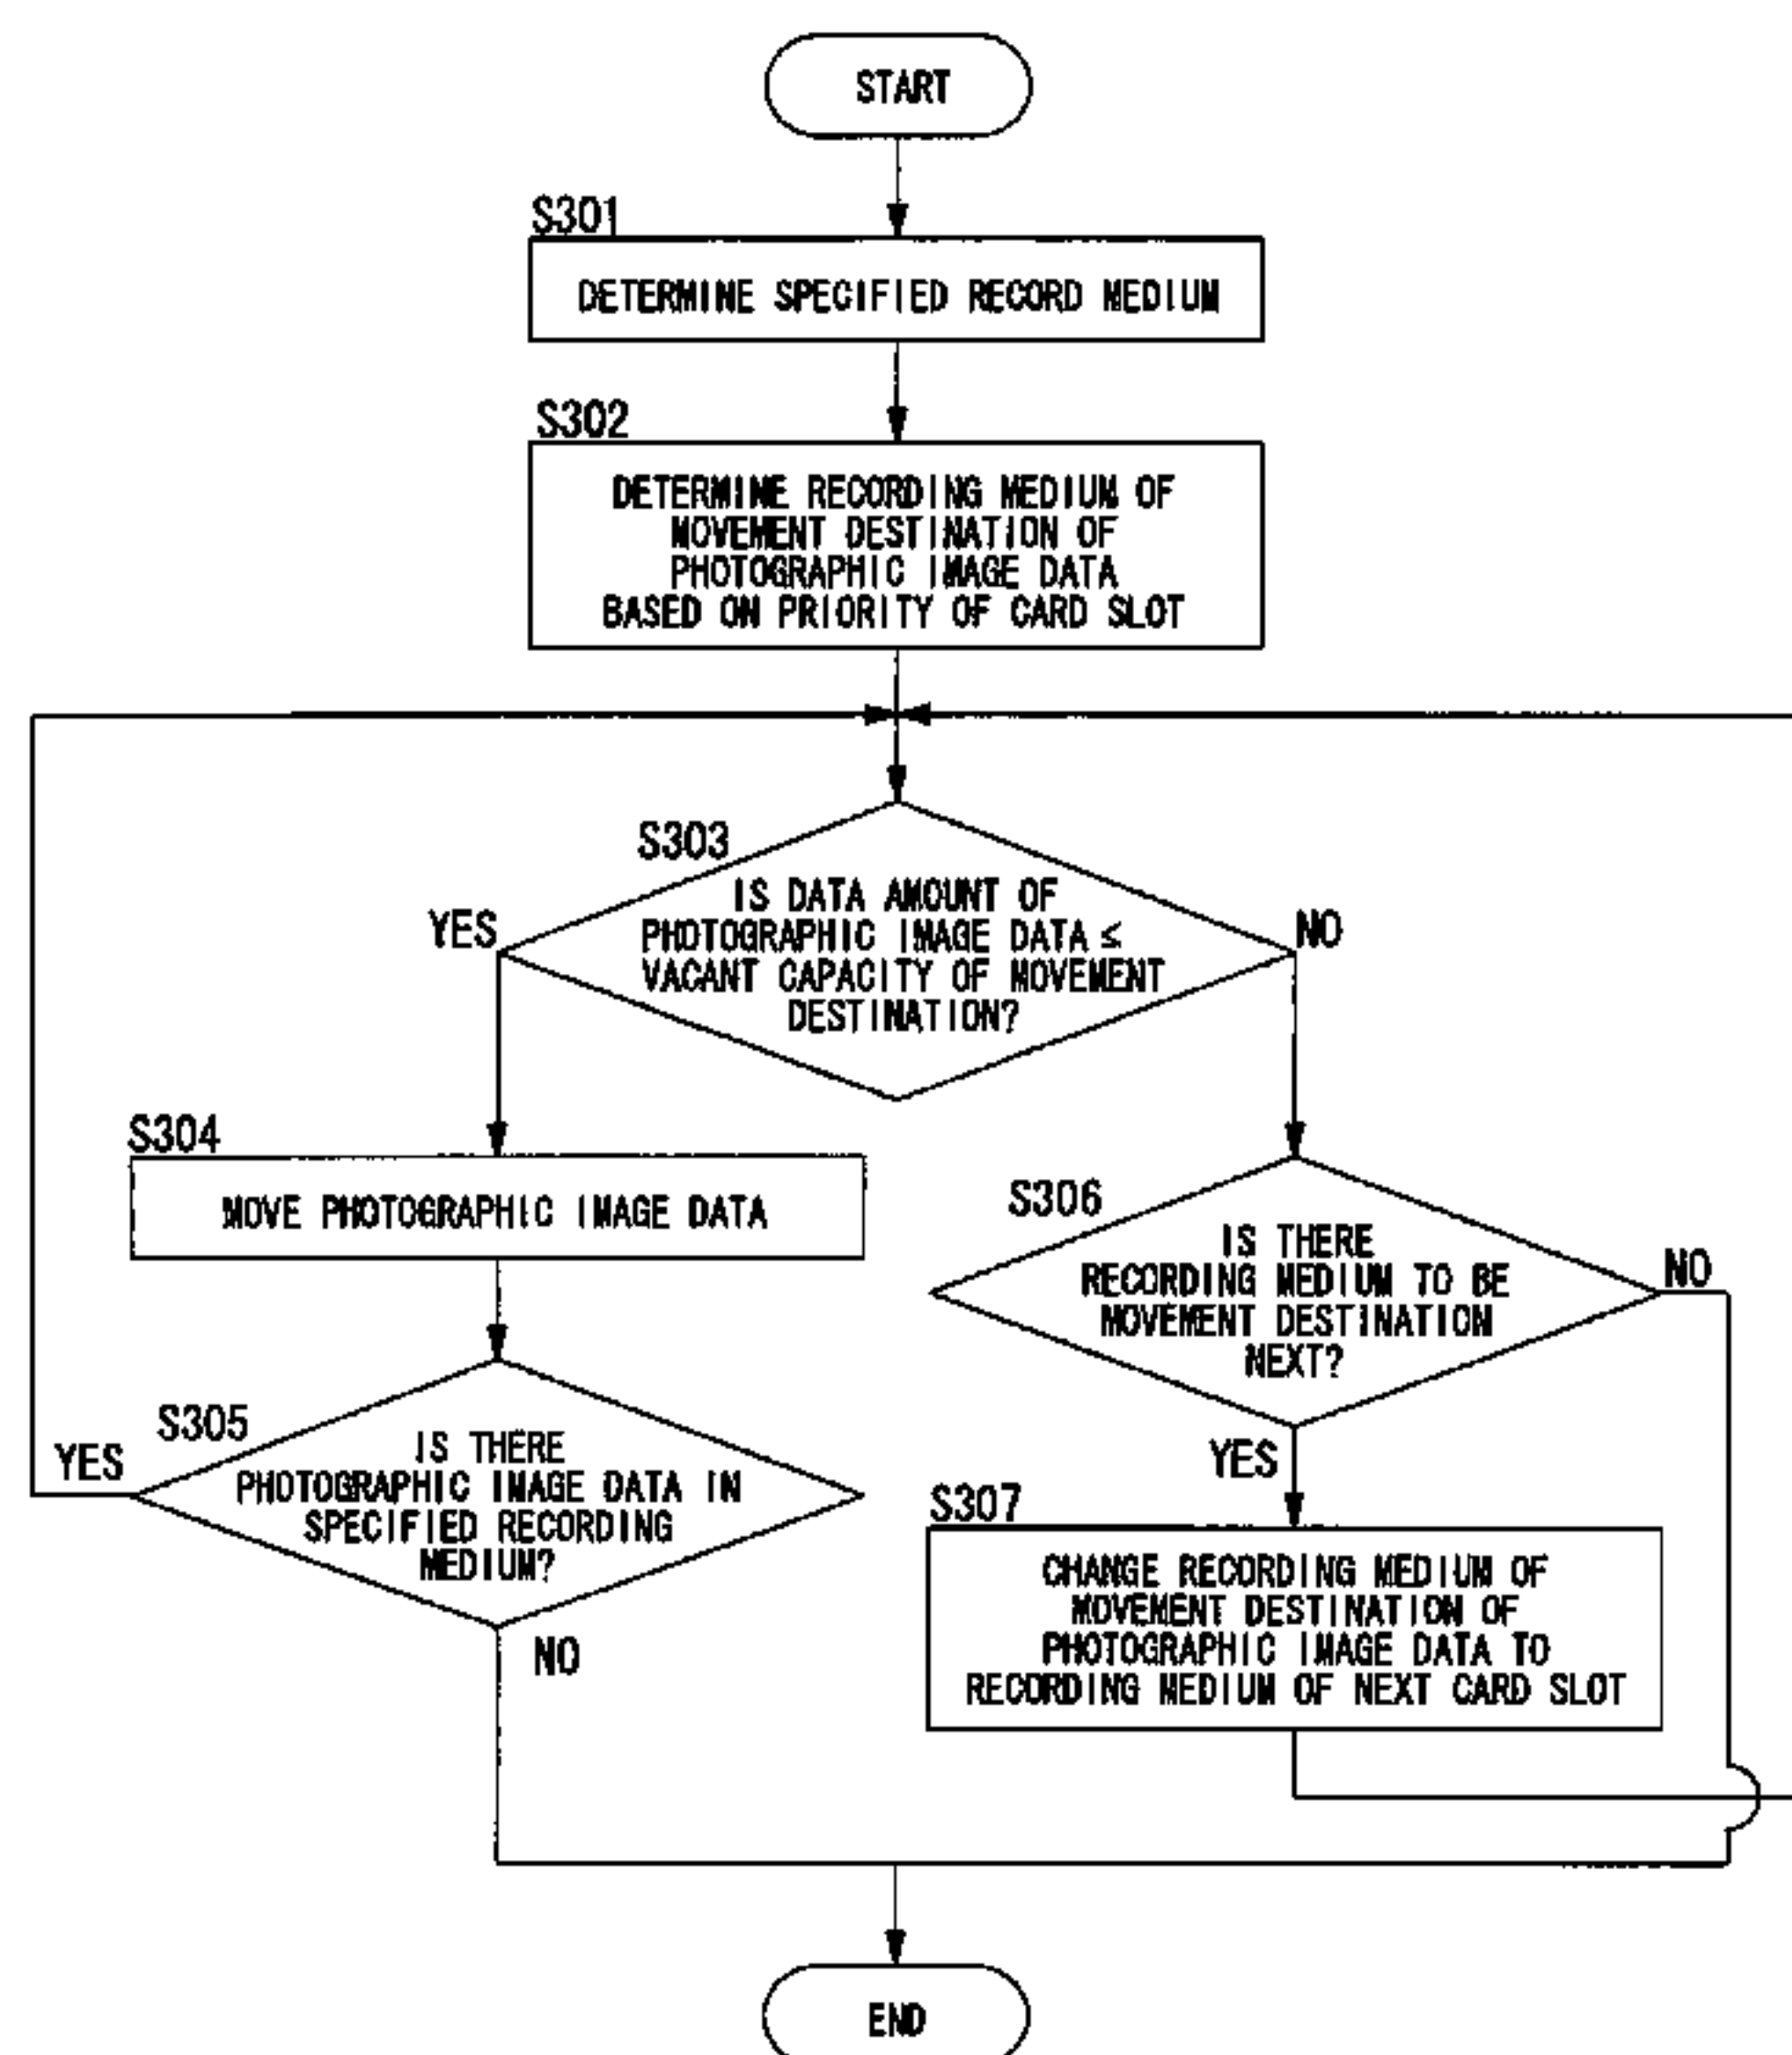 START
S301
DETERMINE SPECIFIED RECORD MEDIUM
S302
DETERMINE RECORDING MEDIUM OF
MOVEMENT DESTINATION OF
PHOTOGRAPHIC IMAGE DATA
BASED ON PRIORITY OF CARD SLOT
S303
IS DATA AMOUNT OF
PHOTOGRAPHIC IMAGE DATA ≤
VACANT CAPACITY OF MOVEMENT
DESTINATION?
YES
NO
S304
MOVE PHOTOGRAPHIC IMAGE DATA
S305
IS THERE
PHOTOGRAPHIC IMAGE DATA IN
SPECIFIED RECORDING
MEDIUM?
YES
NO
S306
IS THERE
RECORDING MEDIUM TO BE
MOVEMENT DESTINATION
NEXT?
NO
YES
S307
CHANGE RECORDING MEDIUM OF
MOVEMENT DESTINATION OF
PHOTOGRAPHIC IMAGE DATA TO
RECORDING MEDIUM OF NEXT CARD SLOT
END